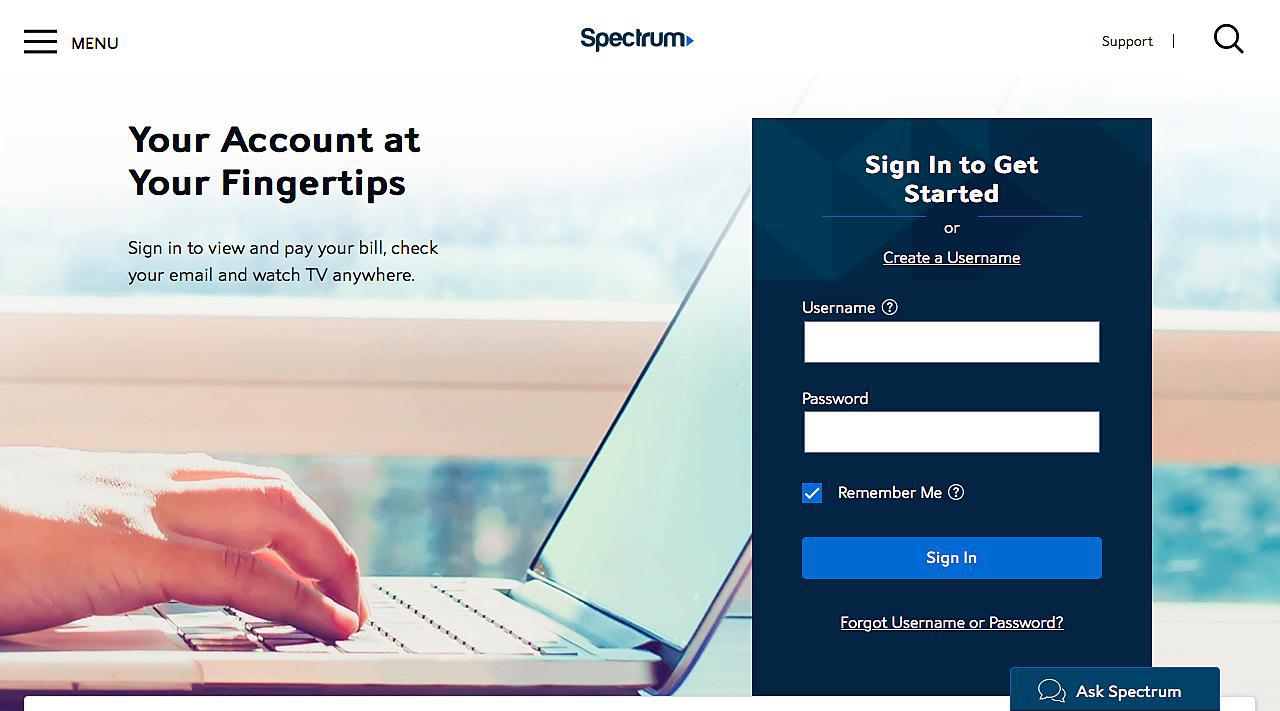 MENU
Spectrum
Support |
Your Account at
Your Fingertips
Sign in to view and pay your bill, check
your email and watch TV anywhere.
Sign In to Get
Started
or
Create a Username
Username ?
Password
Remember Me ?
Sign In
Forgot Username or Password?
Ask Spectrum